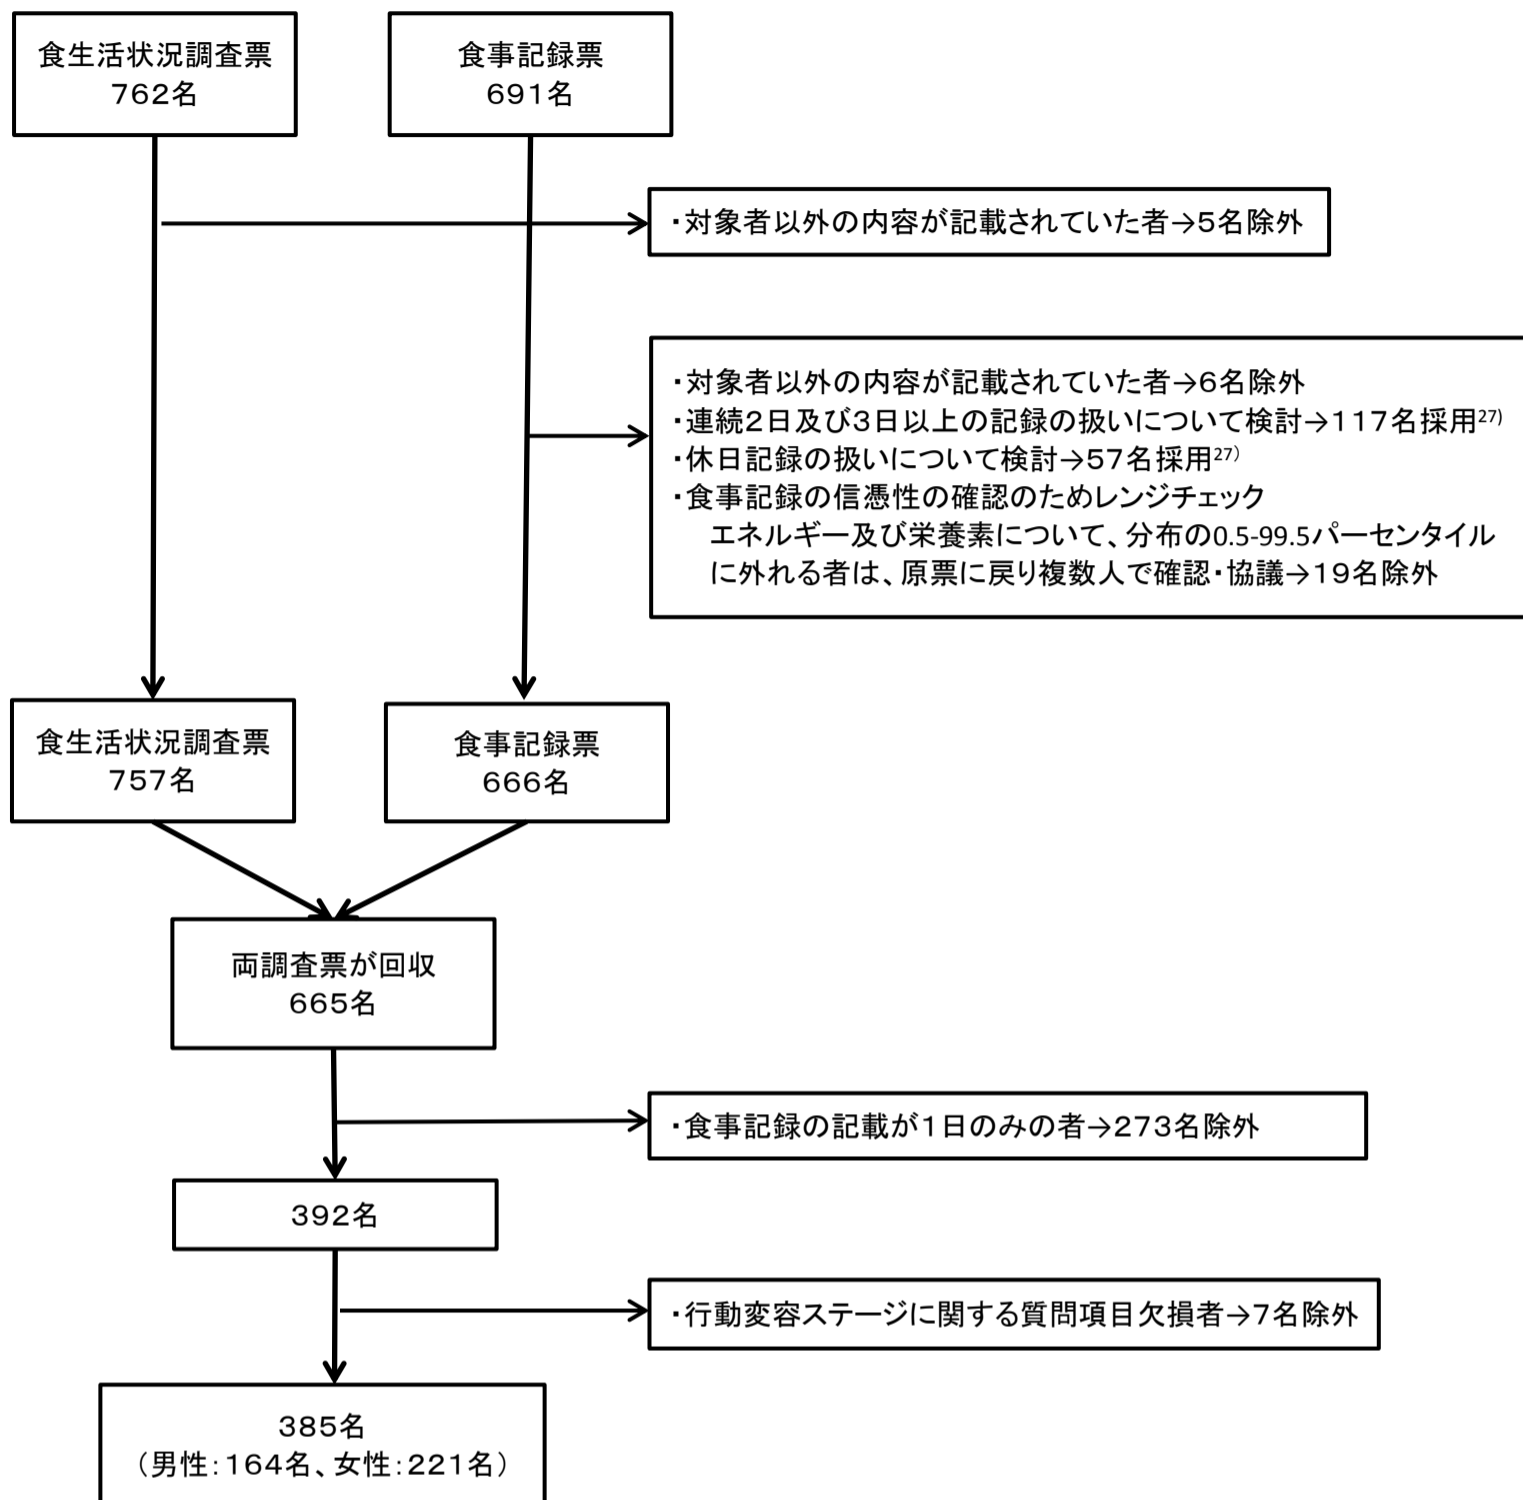 食生活状況調査票
762名
食事記録票
691名
・対象者以外の内容が記載されていた者→5名除外
・対象者以外の内容が記載されていた者→6名除外
・連続2日及び3日以上の記録の扱いについて検討→117名採用27)
・休日記録の扱いについて検討→57名採用27)
・食事記録の信憑性の確認のためレンジチェック
エネルギー及び栄養素について、分布の0.5-99.5パーセンタイル
に外れる者は、原票に戻り複数人で確認・協議→19名除外
食生活状況調査票
757名
食事記録票
666名
両調査票が回収
665名
・食事記録の記載が1日のみの者→273名除外
392名
・行動変容ステージに関する質問項目欠損者→7名除外
385名
(男性:164名、女性:221名)